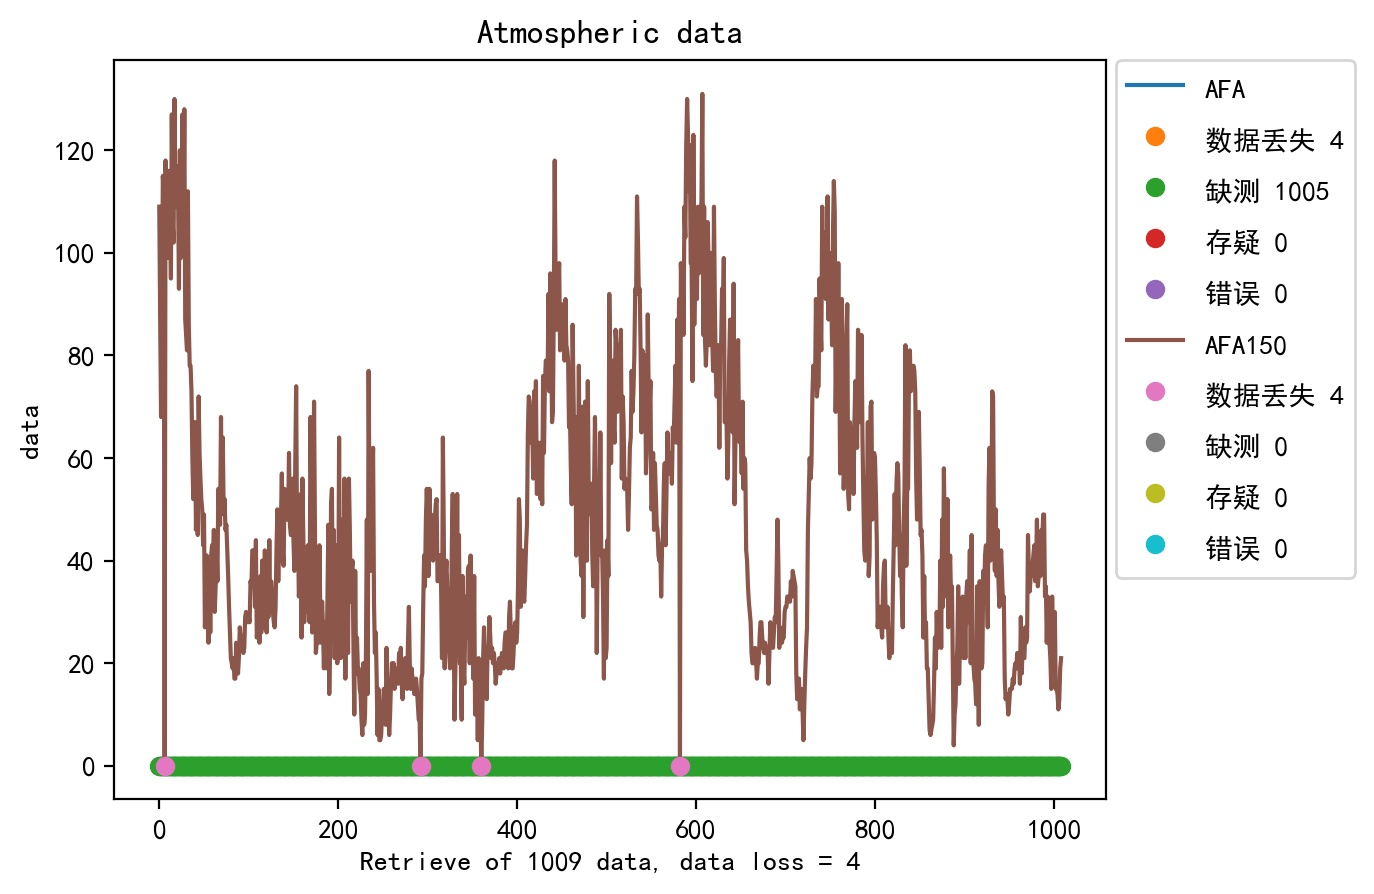 Atmospheric data
AFA
数据丢失 4
缺测 1005
存疑 0
错误 0
AFA150
数据丢失 4
缺测 0
存疑 0
错误 0
data
120
100
80
60
40
20
0
0 200 400 600 800 1000
Retrieve of 1009 data, data loss = 4